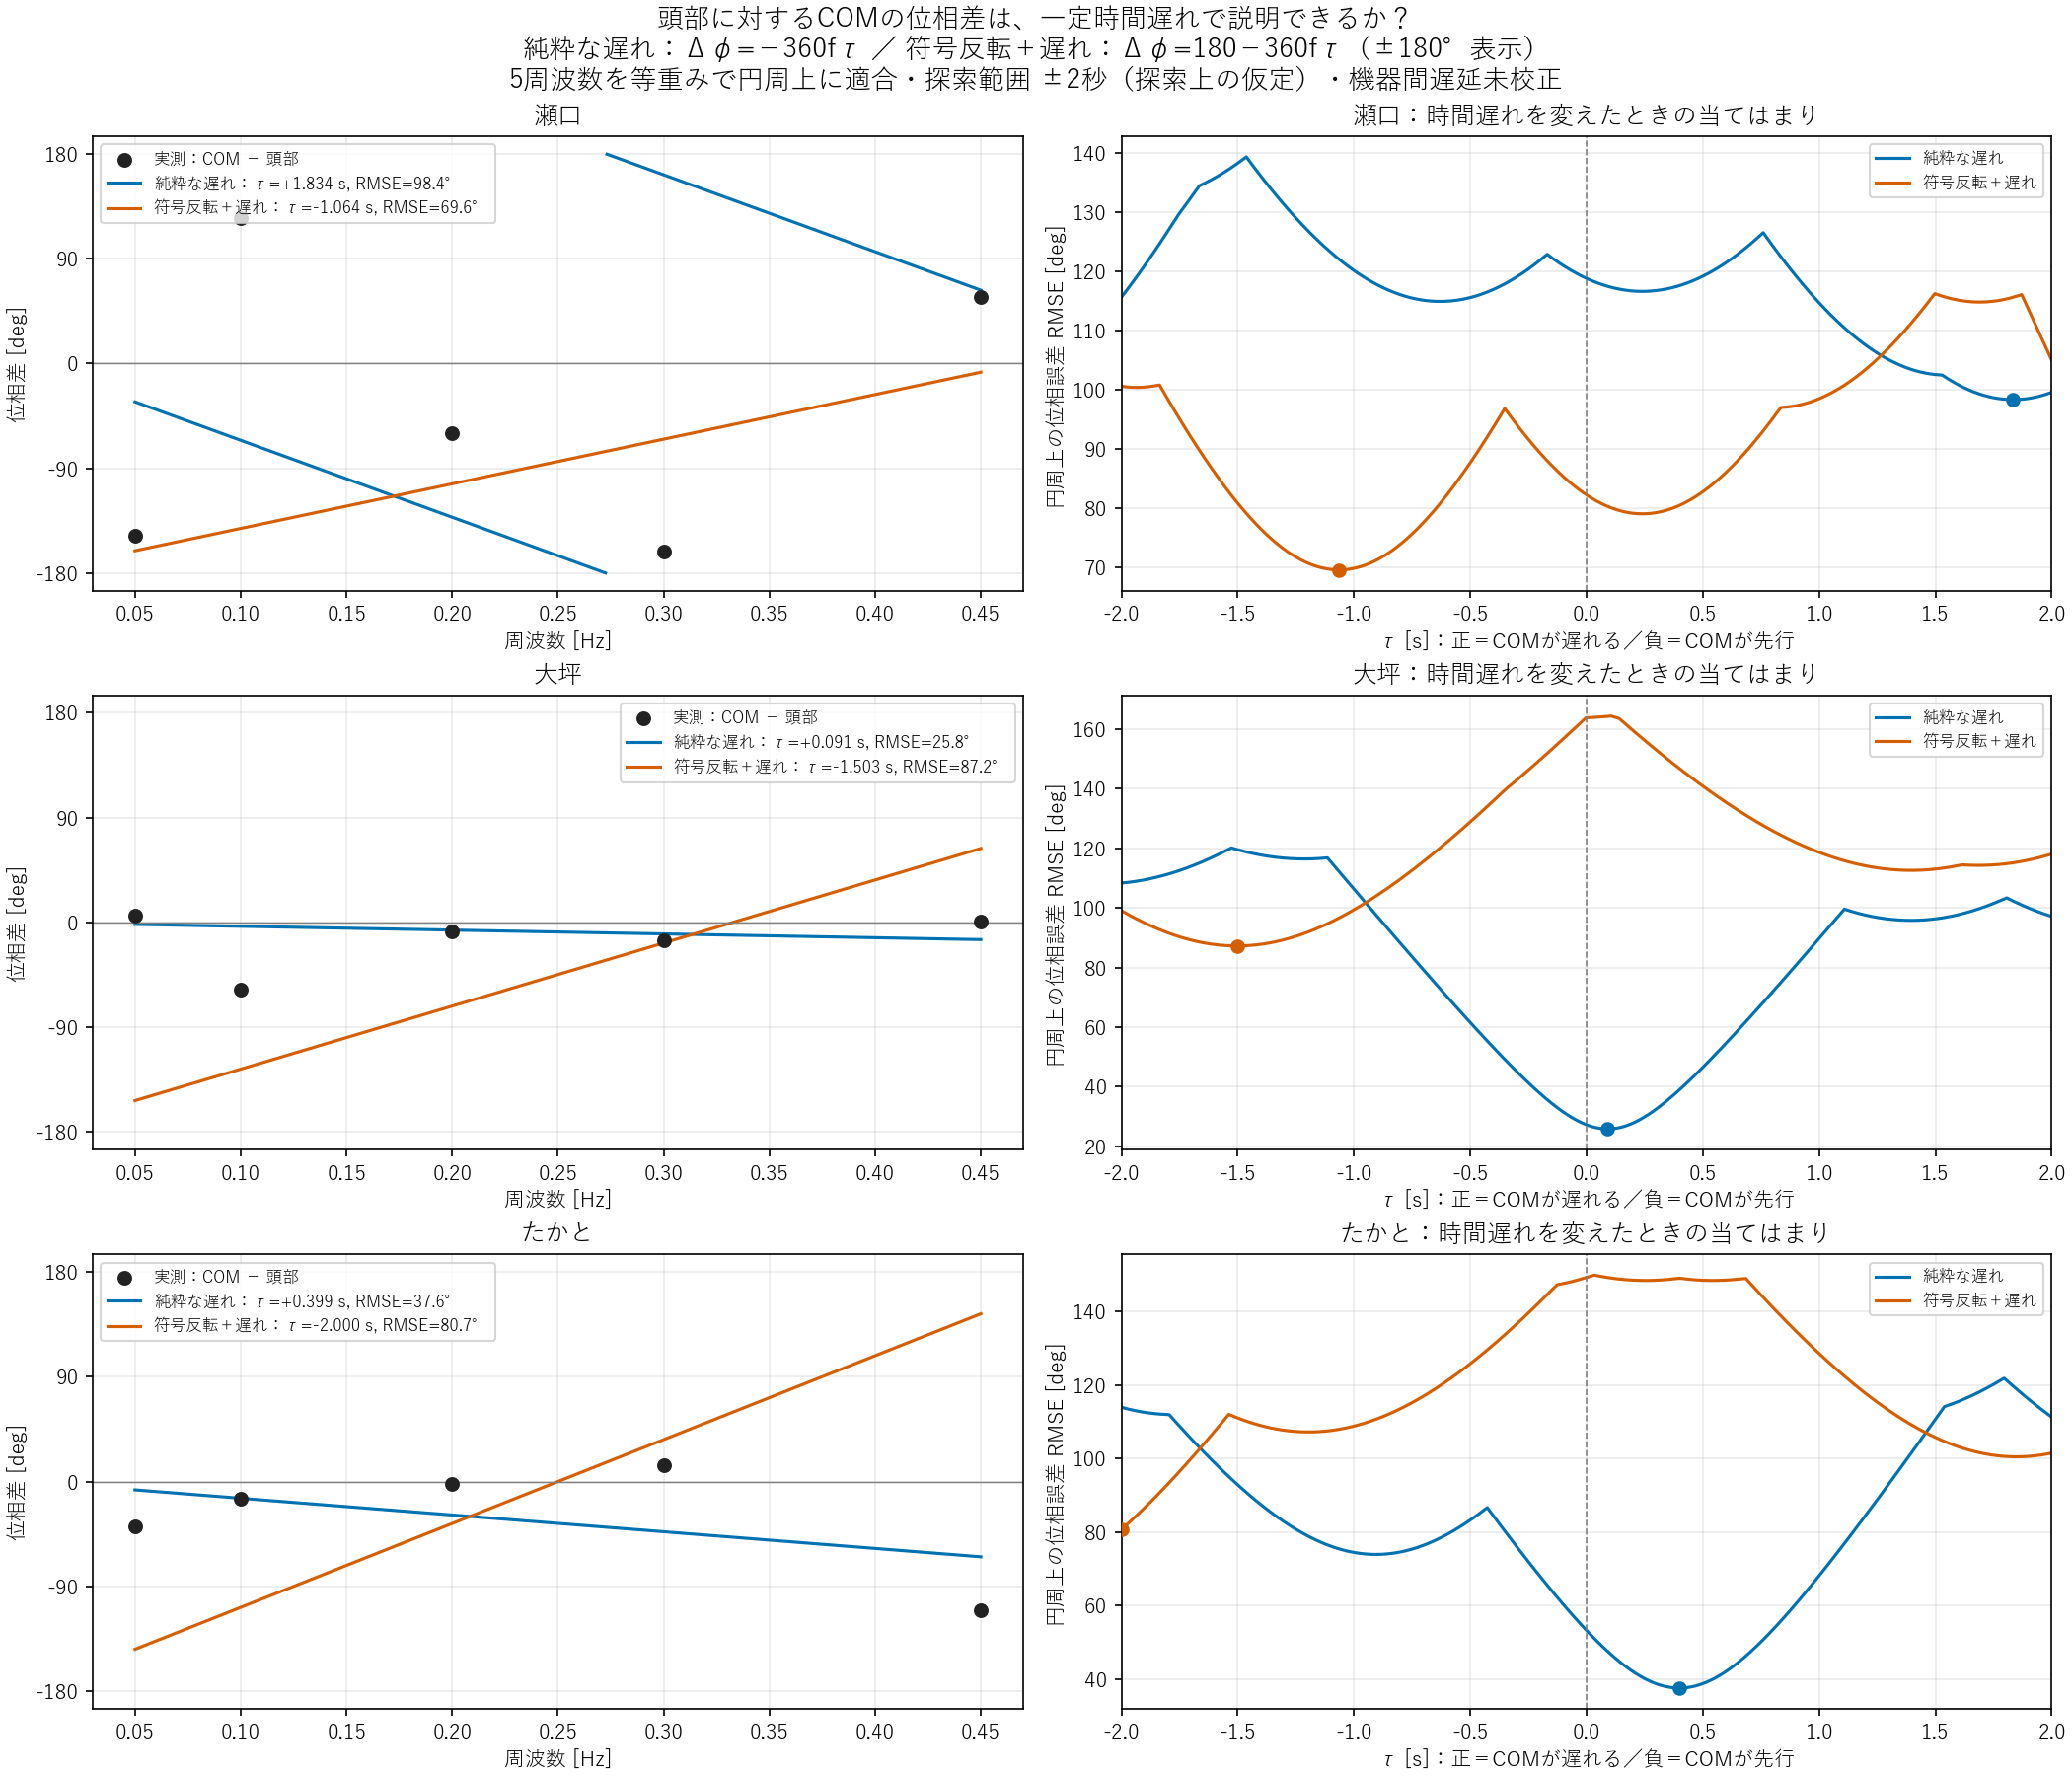 頭部に対するCOMの位相差は、一定時間遅れで説明できるか？
純粋な遅れ：Δφ=−360fτ ／ 符号反転＋遅れ：Δφ=180−360fτ（±180°表示）
5周波数を等重みで円周上に適合・探索範囲 ±2秒（探索上の仮定）・機器間遅延未校正
瀬口
実測：COM − 頭部
純粋な遅れ：τ=+1.834 s, RMSE=98.4°
符号反転＋遅れ：τ=-1.064 s, RMSE=69.6°
位相差 [deg]
180
90
0
-90
-180
0.05 0.10 0.15 0.20 0.25 0.30 0.35 0.40 0.45
周波数 [Hz]
瀬口：時間遅れを変えたときの当てはまり
純粋な遅れ
符号反転＋遅れ
円周上の位相誤差 RMSE [deg]
140
130
120
110
100
90
80
70
-2.0 -1.5 -1.0 -0.5 0.0 0.5 1.0 1.5 2.0
τ [s]：正＝COMが遅れる／負＝COMが先行
大坪
実測：COM − 頭部
純粋な遅れ：τ=+0.091 s, RMSE=25.8°
符号反転＋遅れ：τ=-1.503 s, RMSE=87.2°
位相差 [deg]
180
90
0
-90
-180
0.05 0.10 0.15 0.20 0.25 0.30 0.35 0.40 0.45
周波数 [Hz]
大坪：時間遅れを変えたときの当てはまり
純粋な遅れ
符号反転＋遅れ
円周上の位相誤差 RMSE [deg]
160
140
120
100
80
60
40
20
-2.0 -1.5 -1.0 -0.5 0.0 0.5 1.0 1.5 2.0
τ [s]：正＝COMが遅れる／負＝COMが先行
たかと
実測：COM − 頭部
純粋な遅れ：τ=+0.399 s, RMSE=37.6°
符号反転＋遅れ：τ=-2.000 s, RMSE=80.7°
位相差 [deg]
180
90
0
-90
-180
0.05 0.10 0.15 0.20 0.25 0.30 0.35 0.40 0.45
周波数 [Hz]
たかと：時間遅れを変えたときの当てはまり
純粋な遅れ
符号反転＋遅れ
円周上の位相誤差 RMSE [deg]
140
120
100
80
60
40
-2.0 -1.5 -1.0 -0.5 0.0 0.5 1.0 1.5 2.0
τ [s]：正＝COMが遅れる／負＝COMが先行